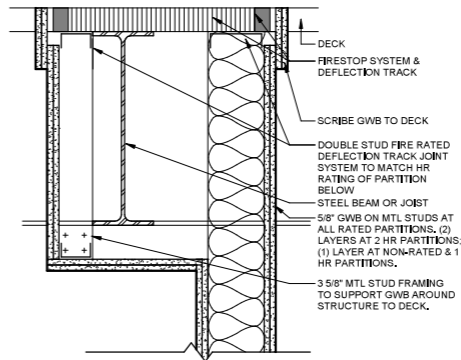 DECK
FIRESTOP SYSTEM &
DEFLECTION TRACK
SCRIBE GWB TO DECK
DOUBLE STUD FIRE RATED
DEFLECTION TRACK JOINT
SYSTEM TO MATCH HR
RATING OF PARTITION
BELOW
STEEL BEAM OR JOIST
5/8" GWB ON MTL STUDS AT
ALL RATED PARTITIONS. (2)
LAYERS AT 2 HR PARTITIONS;
(1) LAYER AT NON-RATED & 1
HR PARTITIONS.
3 5/8" MTL STUD FRAMING
TO SUPPORT GWB AROUND
STRUCTURE TO DECK.